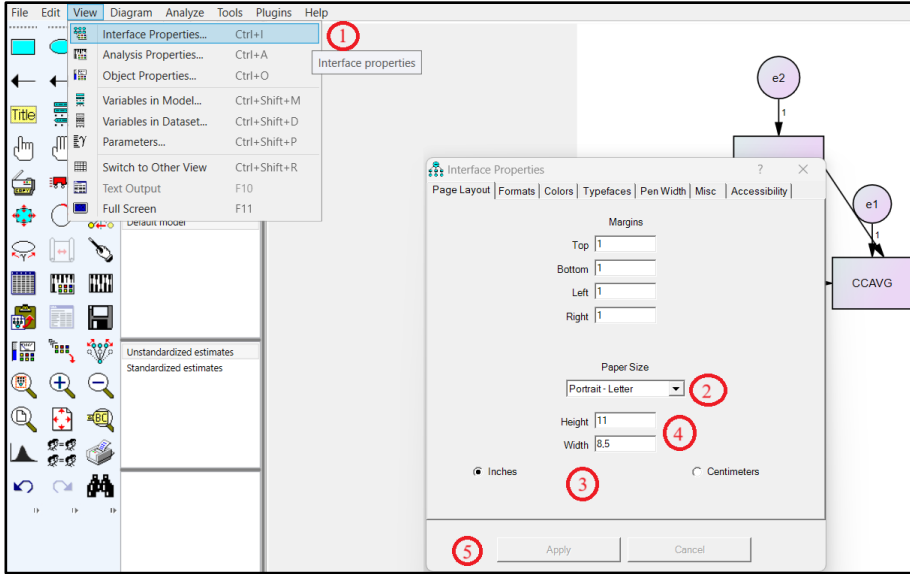 File Edit View Diagram Analyze Tools Plugins Help
Interface Properties... Ctrl+I
1
Analysis Properties... Ctrl+A
Interface properties
Object Properties... Ctrl+O
Variables in Model... Ctrl+Shift+M
Variables in Dataset... Ctrl+Shift+D
Parameters... Ctrl+Shift+P
Switch to Other View Ctrl+Shift+R
Text Output F10
Full Screen F11
Title
Default model
Unstandardized estimates
Standardized estimates
e2
1
e1
1
CCAVG
Interface Properties ? ×
Page Layout Formats Colors Typefaces Pen Width Misc Accessibility
Margins
Top 1
Bottom 1
Left 1
Right 1
Paper Size
Portrait - Letter
2
Height 11
4
Width 8,5
Inches
3
Centimeters
5
Apply Cancel